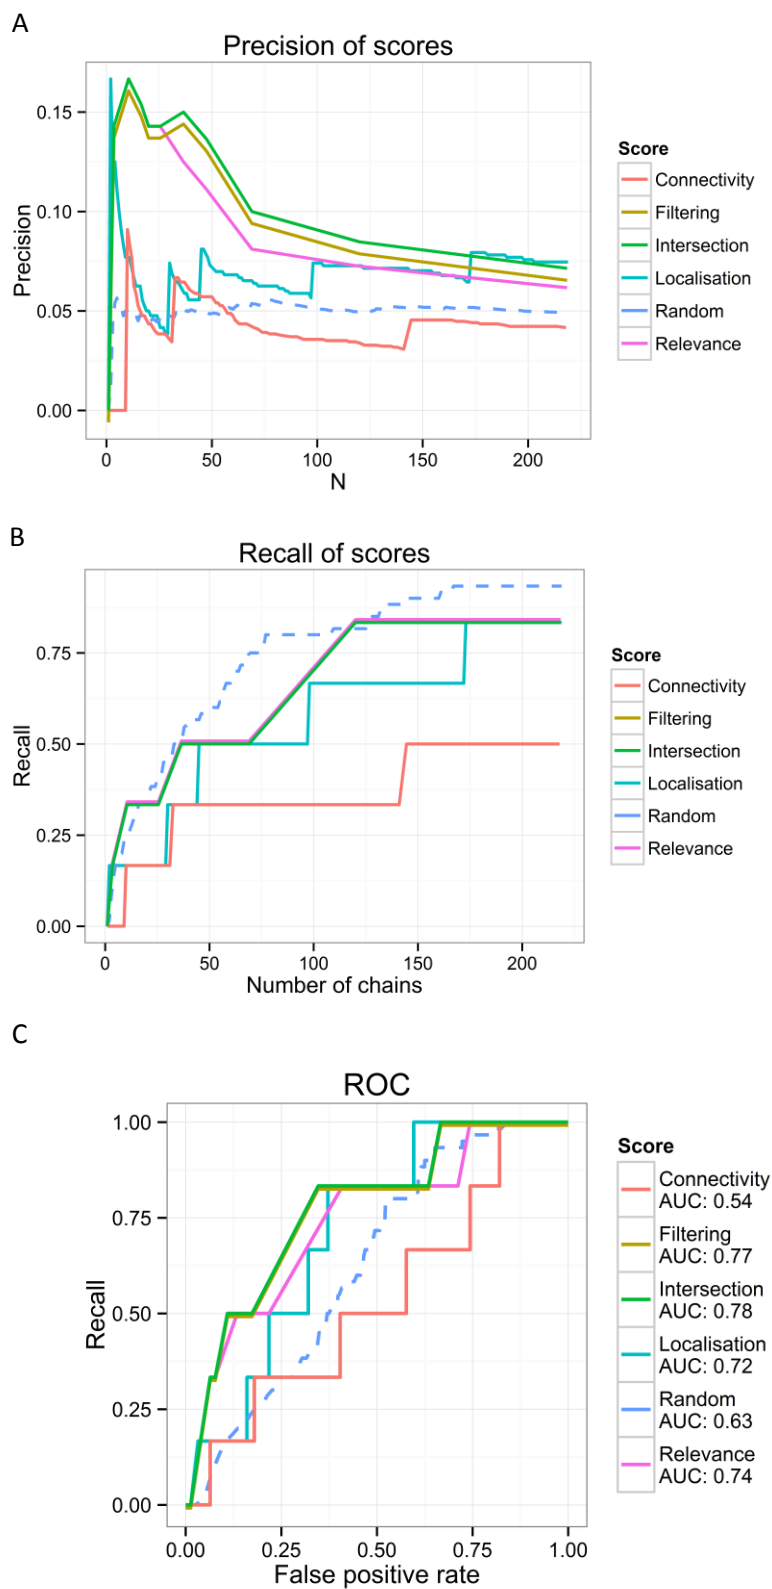 A
Precision of scores
0.15
0.10
0.05
0.00
Precision
0 50 100 150 200
N
Score
Connectivity
Filtering
Intersection
Localisation
Random
Relevance
B
Recall of scores
0.75
0.50
0.25
0.00
Recall
0 50 100 150 200
Number of chains
Score
Connectivity
Filtering
Intersection
Localisation
Random
Relevance
C
ROC
1.00
0.75
0.50
0.25
0.00
Recall
0.00 0.25 0.50 0.75 1.00
False positive rate
Score
Connectivity
AUC: 0.54
Filtering
AUC: 0.77
Intersection
AUC: 0.78
Localisation
AUC: 0.72
Random
AUC: 0.63
Relevance
AUC: 0.74